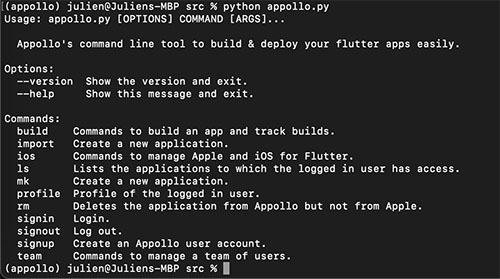 (appollo) julien@Juliens-MBP src % python appollo.py
Usage: appollo.py [OPTIONS] COMMAND [ARGS]...
Appollo's command line tool to build & deploy your flutter apps easily.
Options:
--version  Show the version and exit.
--help     Show this message and exit.
Commands:
build    Commands to build an app and track builds.
import   Create a new application.
ios      Commands to manage Apple and iOS for Flutter.
ls       Lists the applications to which the logged in user has access.
mk       Create a new application.
profile  Profile of the logged in user.
rm       Deletes the application from Appollo but not from Apple.
signin   Login.
signout  Log out.
signup   Create an Appollo user account.
team     Commands to manage a team of users.
(appollo) julien@Juliens-MBP src %